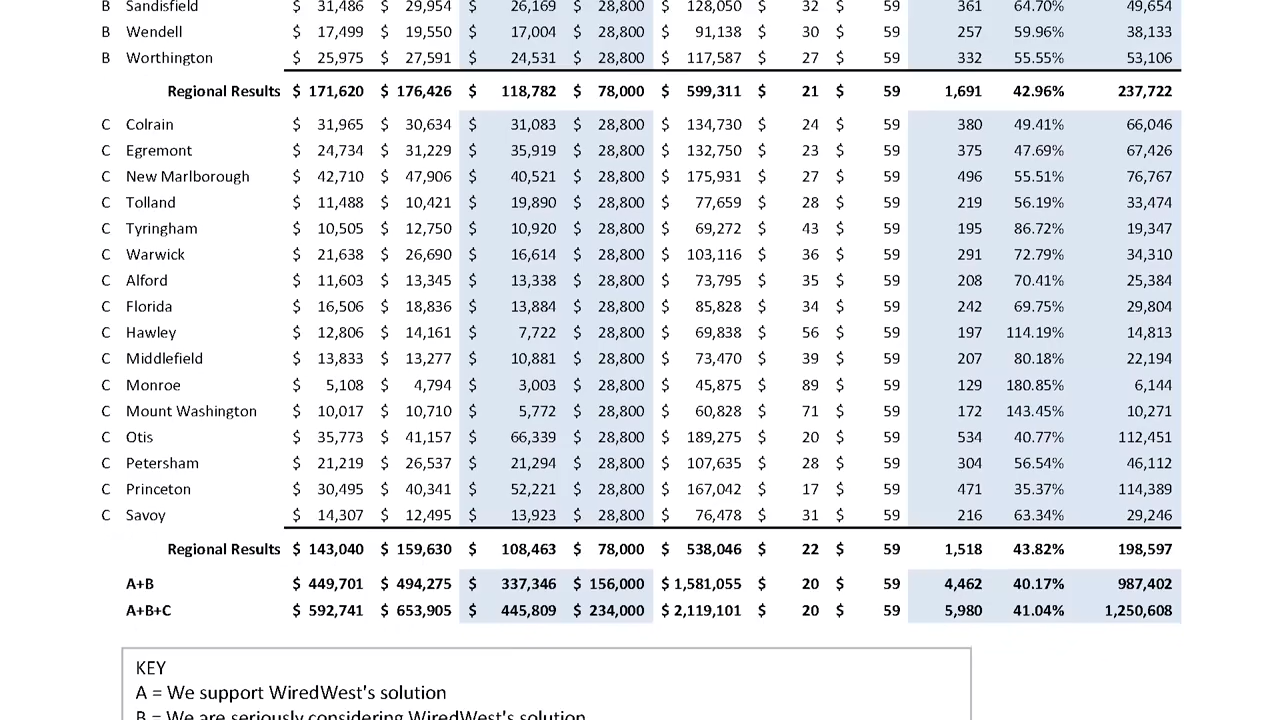 B Sandisfield $ 31,486 $ 29,954 $ 26,169 $ 28,800 $ 128,050 $ 32 $ 59 361 64.70% 49,654
B Wendell $ 17,499 $ 19,550 $ 17,004 $ 28,800 $ 91,138 $ 30 $ 59 257 59.96% 38,133
B Worthington $ 25,975 $ 27,591 $ 24,531 $ 28,800 $ 117,587 $ 27 $ 59 332 55.55% 53,106
Regional Results $ 171,620 $ 176,426 $ 118,782 $ 78,000 $ 599,311 $ 21 $ 59 1,691 42.96% 237,722
C Colrain $ 31,965 $ 30,634 $ 31,083 $ 28,800 $ 134,730 $ 24 $ 59 380 49.41% 66,046
C Egremont $ 24,734 $ 31,229 $ 35,919 $ 28,800 $ 132,750 $ 23 $ 59 375 47.69% 67,426
C New Marlborough $ 42,710 $ 47,906 $ 40,521 $ 28,800 $ 175,931 $ 27 $ 59 496 55.51% 76,767
C Tolland $ 11,488 $ 10,421 $ 19,890 $ 28,800 $ 77,659 $ 28 $ 59 219 56.19% 33,474
C Tyringham $ 10,505 $ 12,750 $ 10,920 $ 28,800 $ 69,272 $ 43 $ 59 195 86.72% 19,347
C Warwick $ 21,638 $ 26,690 $ 16,614 $ 28,800 $ 103,116 $ 36 $ 59 291 72.79% 34,310
C Alford $ 11,603 $ 13,345 $ 13,338 $ 28,800 $ 73,795 $ 35 $ 59 208 70.41% 25,384
C Florida $ 16,506 $ 18,836 $ 13,884 $ 28,800 $ 85,828 $ 34 $ 59 242 69.75% 29,804
C Hawley $ 12,806 $ 14,161 $ 7,722 $ 28,800 $ 69,838 $ 56 $ 59 197 114.19% 14,813
C Middlefield $ 13,833 $ 13,277 $ 10,881 $ 28,800 $ 73,470 $ 39 $ 59 207 80.18% 22,194
C Monroe $ 5,108 $ 4,794 $ 3,003 $ 28,800 $ 45,875 $ 89 $ 59 129 180.85% 6,144
C Mount Washington $ 10,017 $ 10,710 $ 5,772 $ 28,800 $ 60,828 $ 71 $ 59 172 143.45% 10,271
C Otis $ 35,773 $ 41,157 $ 66,339 $ 28,800 $ 189,275 $ 20 $ 59 534 40.77% 112,451
C Petersham $ 21,219 $ 26,537 $ 21,294 $ 28,800 $ 107,635 $ 28 $ 59 304 56.54% 46,112
C Princeton $ 30,495 $ 40,341 $ 52,221 $ 28,800 $ 167,042 $ 17 $ 59 471 35.37% 114,389
C Savoy $ 14,307 $ 12,495 $ 13,923 $ 28,800 $ 76,478 $ 31 $ 59 216 63.34% 29,246
Regional Results $ 143,040 $ 159,630 $ 108,463 $ 78,000 $ 538,046 $ 22 $ 59 1,518 43.82% 198,597
A+B $ 449,701 $ 494,275 $ 337,346 $ 156,000 $ 1,581,055 $ 20 $ 59 4,462 40.17% 987,402
A+B+C $ 592,741 $ 653,905 $ 445,809 $ 234,000 $ 2,119,101 $ 20 $ 59 5,980 41.04% 1,250,608
KEY
A = We support WiredWest's solution
B = We are seriously considering WiredWest's solution